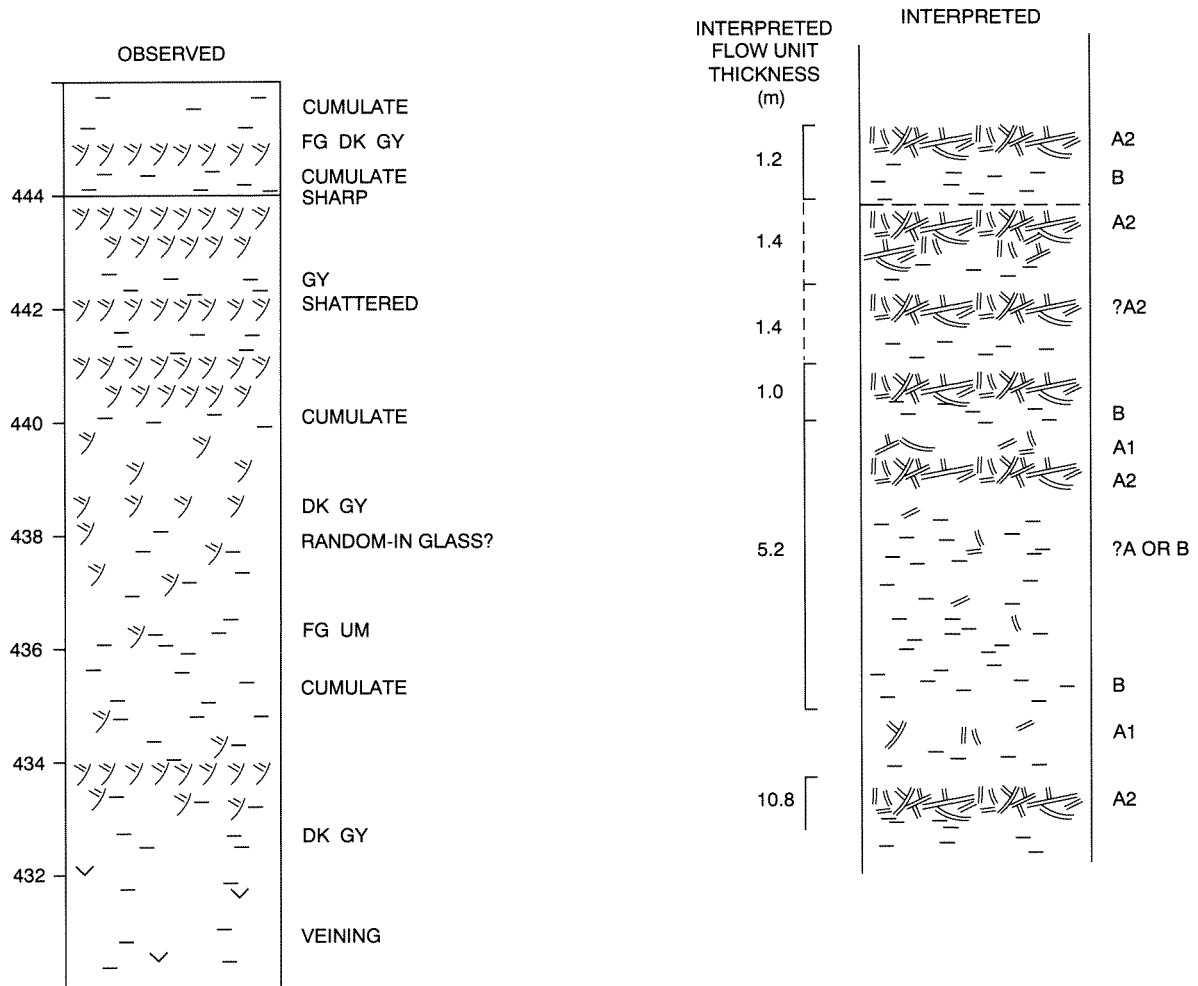 OBSERVED
CUMULATE
FG DK GY
CUMULATE
444 SHARP
GY
442 SHATTERED
440 CUMULATE
DK GY
438 RANDOM-IN GLASS?
436 FG UM
CUMULATE
434
DK GY
432
VEINING
INTERPRETED
FLOW UNIT
THICKNESS
(m)
1.2
1.4
1.4
1.0
5.2
10.8
INTERPRETED
A2
B
A2
?A2
B
A1
A2
?A OR B
B
A1
A2